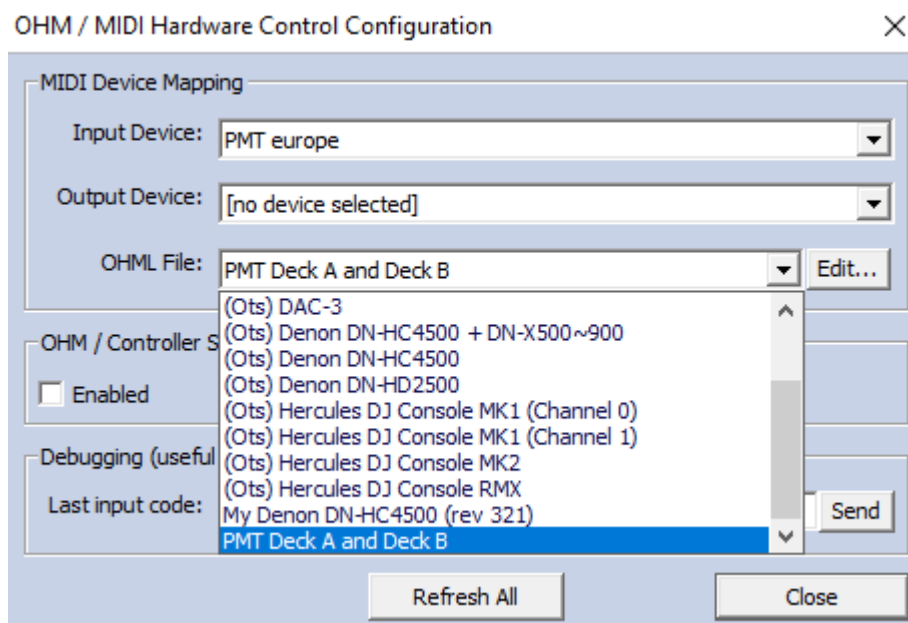 OHM / MIDI Hardware Control Configuration
MIDI Device Mapping
Input Device: PMT europe
Output Device: [no device selected]
OHML File: PMT Deck A and Deck B Edit...
(Ots) DAC-3
(Ots) Denon DN-HC4500 + DN-X500~900
(Ots) Denon DN-HC4500
(Ots) Denon DN-HD2500
(Ots) Hercules DJ Console MK1 (Channel 0)
(Ots) Hercules DJ Console MK1 (Channel 1)
(Ots) Hercules DJ Console MK2
(Ots) Hercules DJ Console RMX
My Denon DN-HC4500 (rev 321)
PMT Deck A and Deck B
OHM / Controller S
Enabled
Debugging (useful
Last input code: Send
Refresh All Close